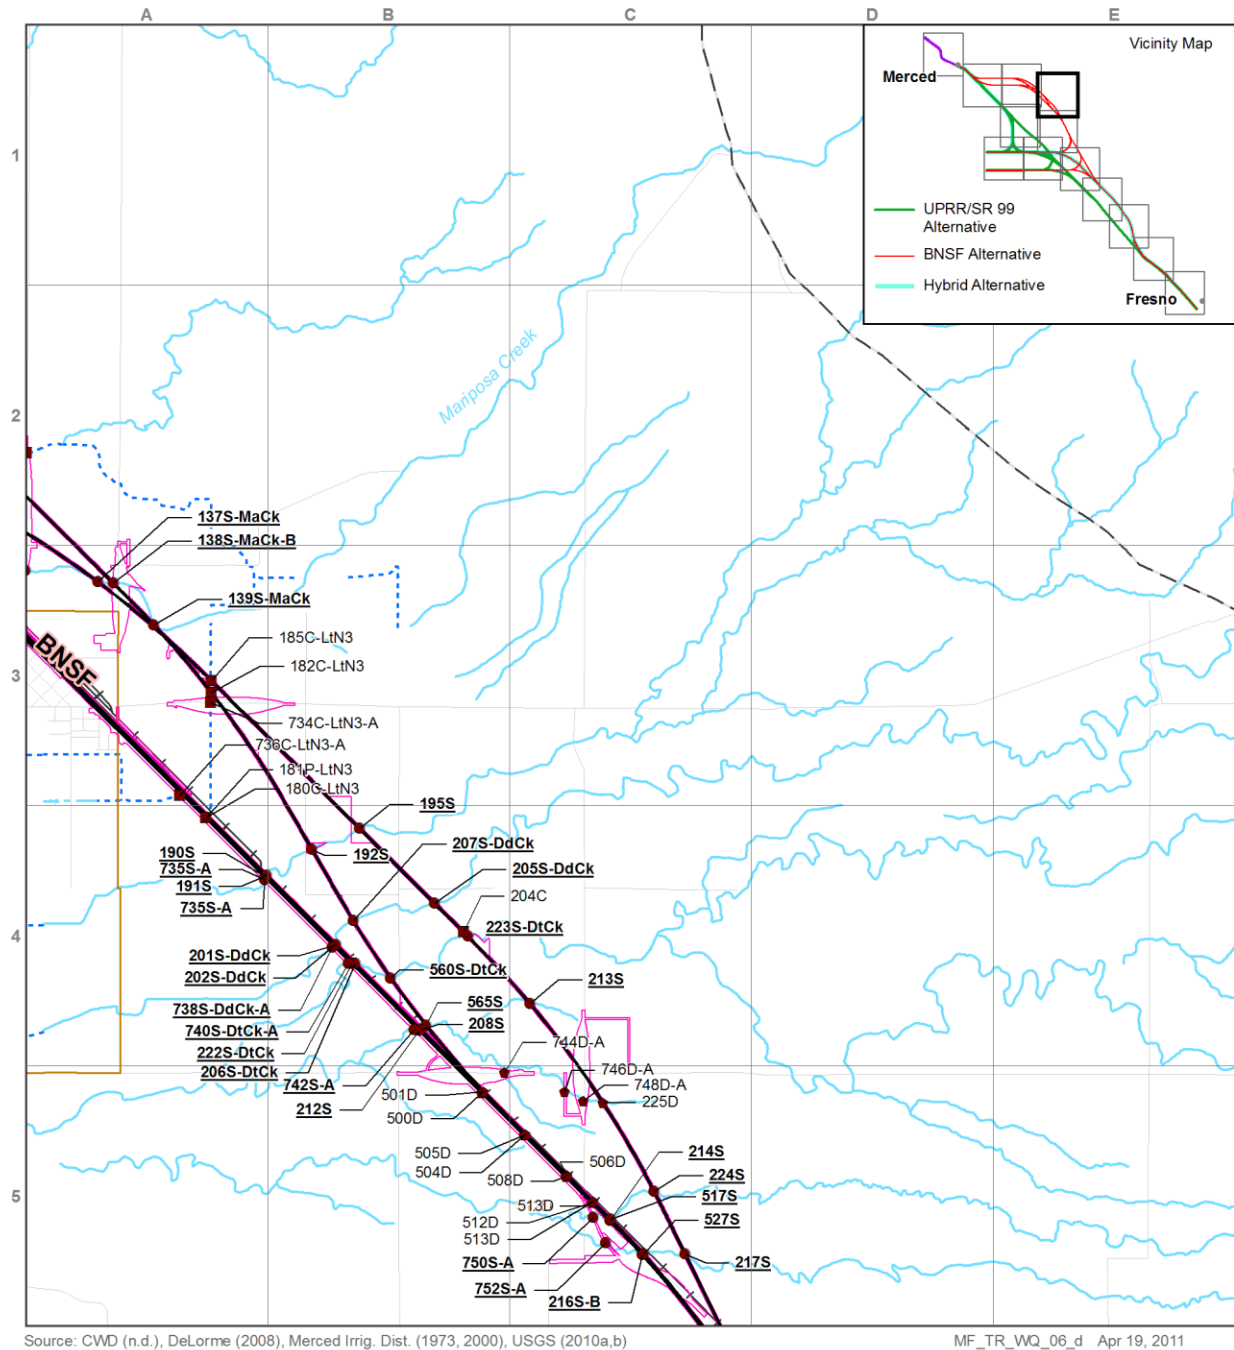 A B C D E
Vicinity Map
Merced
UPRR/SR 99
Alternative
BNSF Alternative
Hybrid Alternative
Fresno
1
Mariposa Creek
2
137S-MaCk
138S-MaCk-B
139S-MaCk
185C-LtN3
BNSF
182C-LtN3
3
734C-LtN3-A
736C-LtN3-A
181P-LtN3
180C-LtN3
195S
207S-DdCk
190S
192S
735S-A
205S-DdCk
191S
204C
735S-A
223S-DtCk
4
201S-DdCk
560S-DtCk
202S-DdCk
213S
565S
738S-DdCk-A
208S
740S-DtCk-A
744D-A
222S-DtCk
746D-A
206S-DtCk
742S-A
748D-A
501D
225D
212S
500D
505D
506D
214S
504D
508D
224S
5
513D
517S
512D
527S
513D
750S-A
217S
752S-A
216S-B
Source: CWD (n.d.), DeLorme (2008), Merced Irrig. Dist. (1973, 2000), USGS (2010a,b)
MF_TR_WQ_06_d Apr 19, 2011